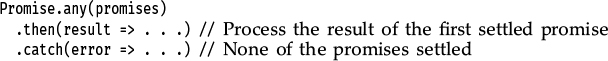 Promise.any(promises)
.then(result => . . .) // Process the result of the first settled promise
.catch(error => . . .) // None of the promises settled